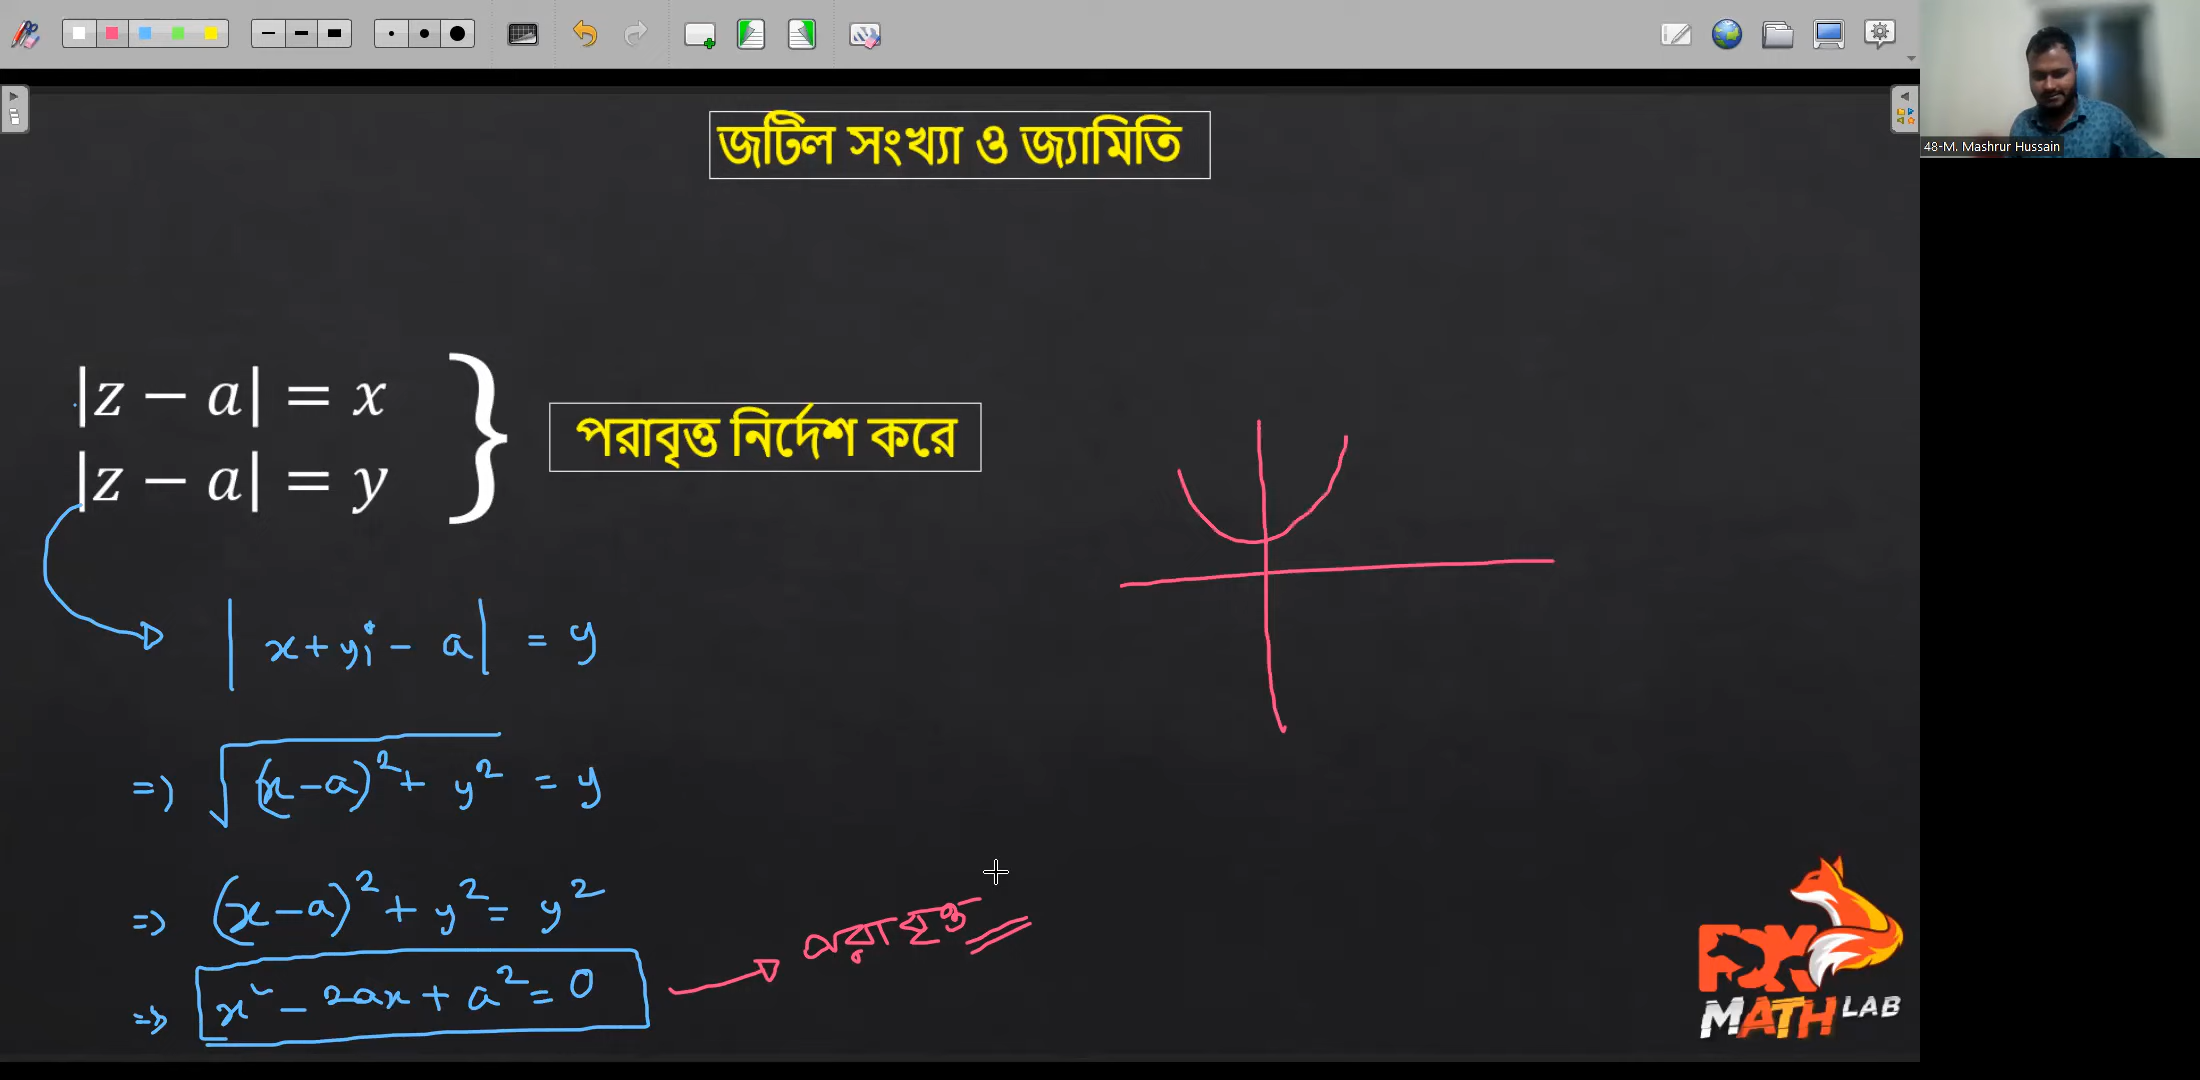 48-M. Mashrur Hussain
জটিল সংখ্যা ও জ্যামিতি
|z − a| = x
|z − a| = y
}
পরাবৃত্ত নির্দেশ করে
| x + yi − a | = y
=> √(x−a)² + y² = y
=> (x−a)² + y² = y²
=> x² − 2ax + a² = 0
পরাবৃত্ত
FOX
MATH LAB